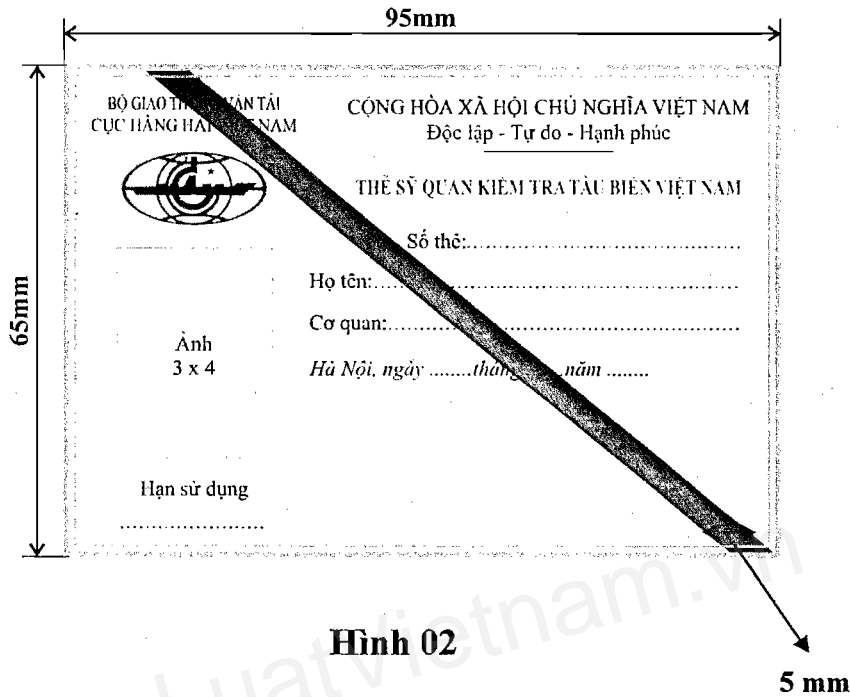 95mm
65mm
BỘ GIAO THÔNG VẬN TẢI
CỤC HÀNG HẢI VIỆT NAM
CỘNG HÒA XÃ HỘI CHỦ NGHĨA VIỆT NAM
Độc lập - Tự do - Hạnh phúc
THẺ SỸ QUAN KIỂM TRA TÀU BIỂN VIỆT NAM
Số thẻ:..............................................
Họ tên:..............................................................
Cơ quan:...........................................................
Hà Nội, ngày ........tháng........năm ........
Ảnh
3 x 4
Hạn sử dụng
........................
Hình 02
5 mm
LuatVietnam.vn